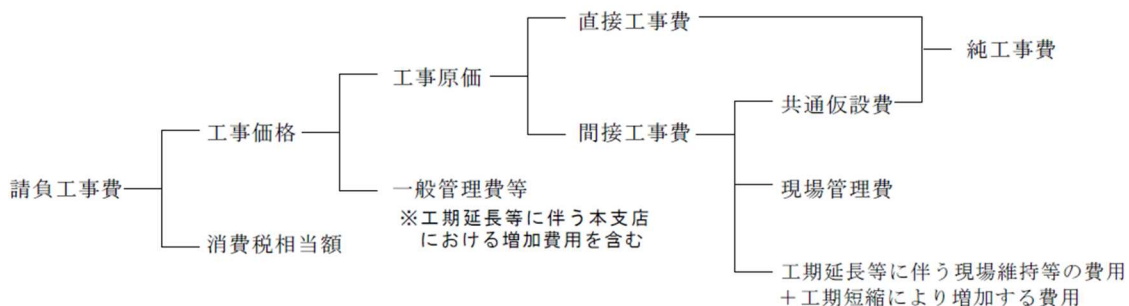 直接工事費
純工事費
工事原価
共通仮設費
工事価格
間接工事費
請負工事費
一般管理費等
現場管理費
※工期延長等に伴う本支店
における増加費用を含む
消費税相当額
工期延長等に伴う現場維持等の費用
+工期短縮により増加する費用